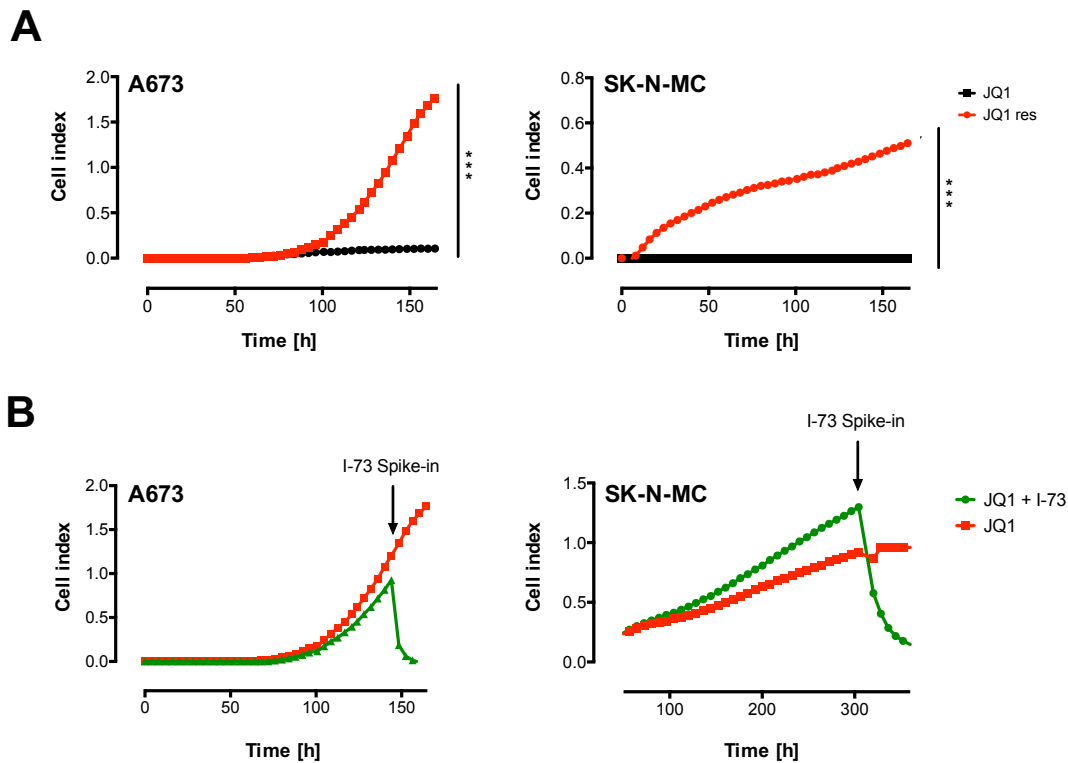 A
A673
Cell index
2.0
1.5
1.0
0.5
0.0
0
50
100
150
Time [h]
***
SK-N-MC
Cell index
0.8
0.6
0.4
0.2
0.0
0
50
100
150
Time [h]
***
JQ1
JQ1 res
B
I-73 Spike-in
A673
Cell index
2.0
1.5
1.0
0.5
0.0
0
50
100
150
Time [h]
I-73 Spike-in
SK-N-MC
Cell index
1.5
1.0
0.5
0.0
100
200
300
Time [h]
JQ1 + I-73
JQ1